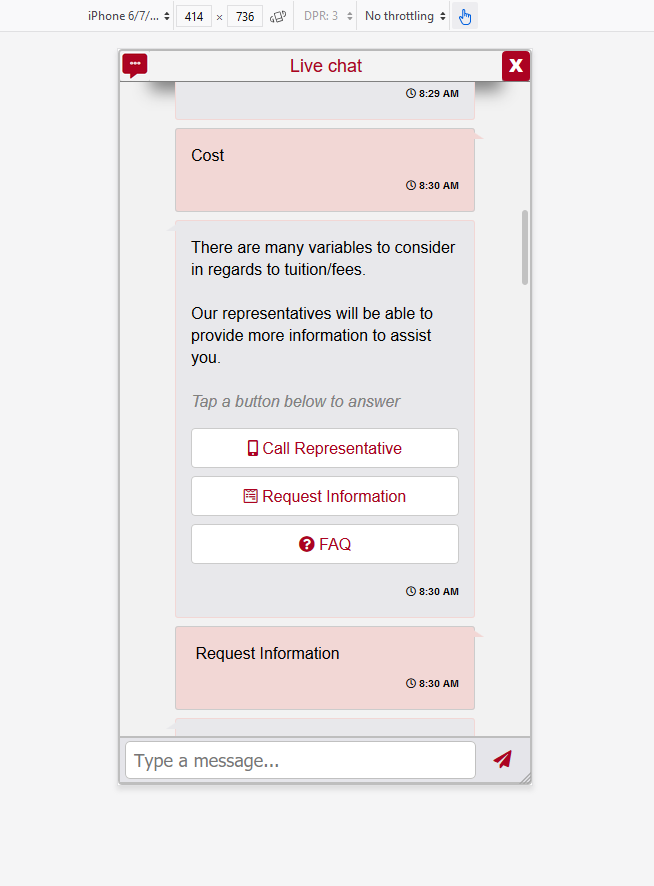 iPhone 6/7/... 414 × 736 DPR: 3 No throttling
Live chat
8:29 AM
Cost
8:30 AM
There are many variables to consider
in regards to tuition/fees.
Our representatives will be able to
provide more information to assist
you.
Tap a button below to answer
Call Representative
Request Information
FAQ
8:30 AM
Request Information
8:30 AM
Type a message...